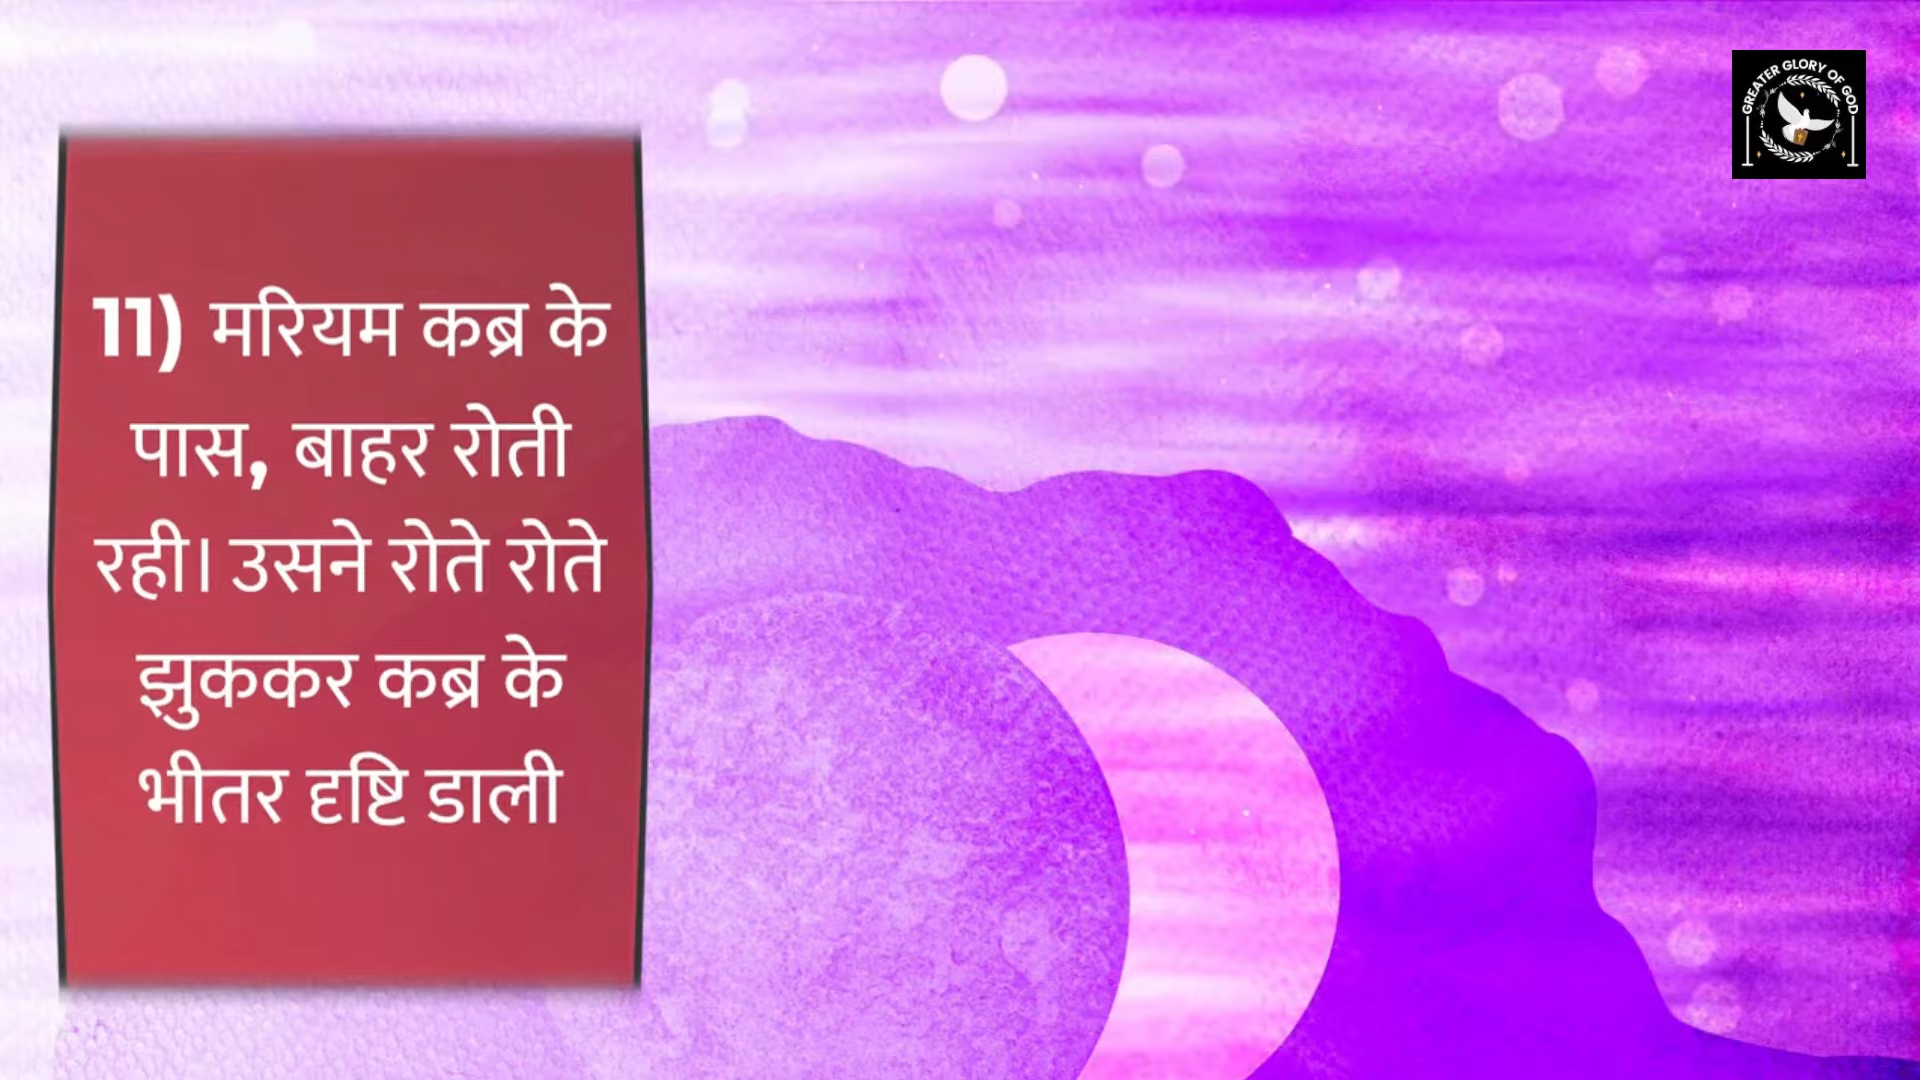 11) मरियम कब्र के
पास, बाहर रोती
रही। उसने रोते रोते
झुककर कब्र के
भीतर दृष्टि डाली
GREATER GLORY OF GOD